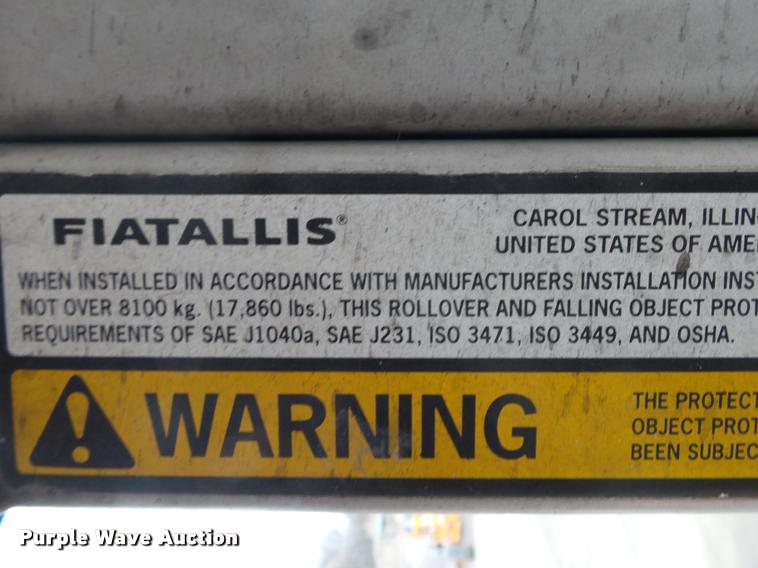 FIATALLIS®
CAROL STREAM, ILLIN
UNITED STATES OF AME
WHEN INSTALLED IN ACCORDANCE WITH MANUFACTURERS INSTALLATION INS
NOT OVER 8100 kg. (17,860 lbs.), THIS ROLLOVER AND FALLING OBJECT PROT
REQUIREMENTS OF SAE J1040a, SAE J231, ISO 3471, ISO 3449, AND OSHA.
WARNING
THE PROTECT
OBJECT PROT
BEEN SUBJEC
Purple Wave Auction